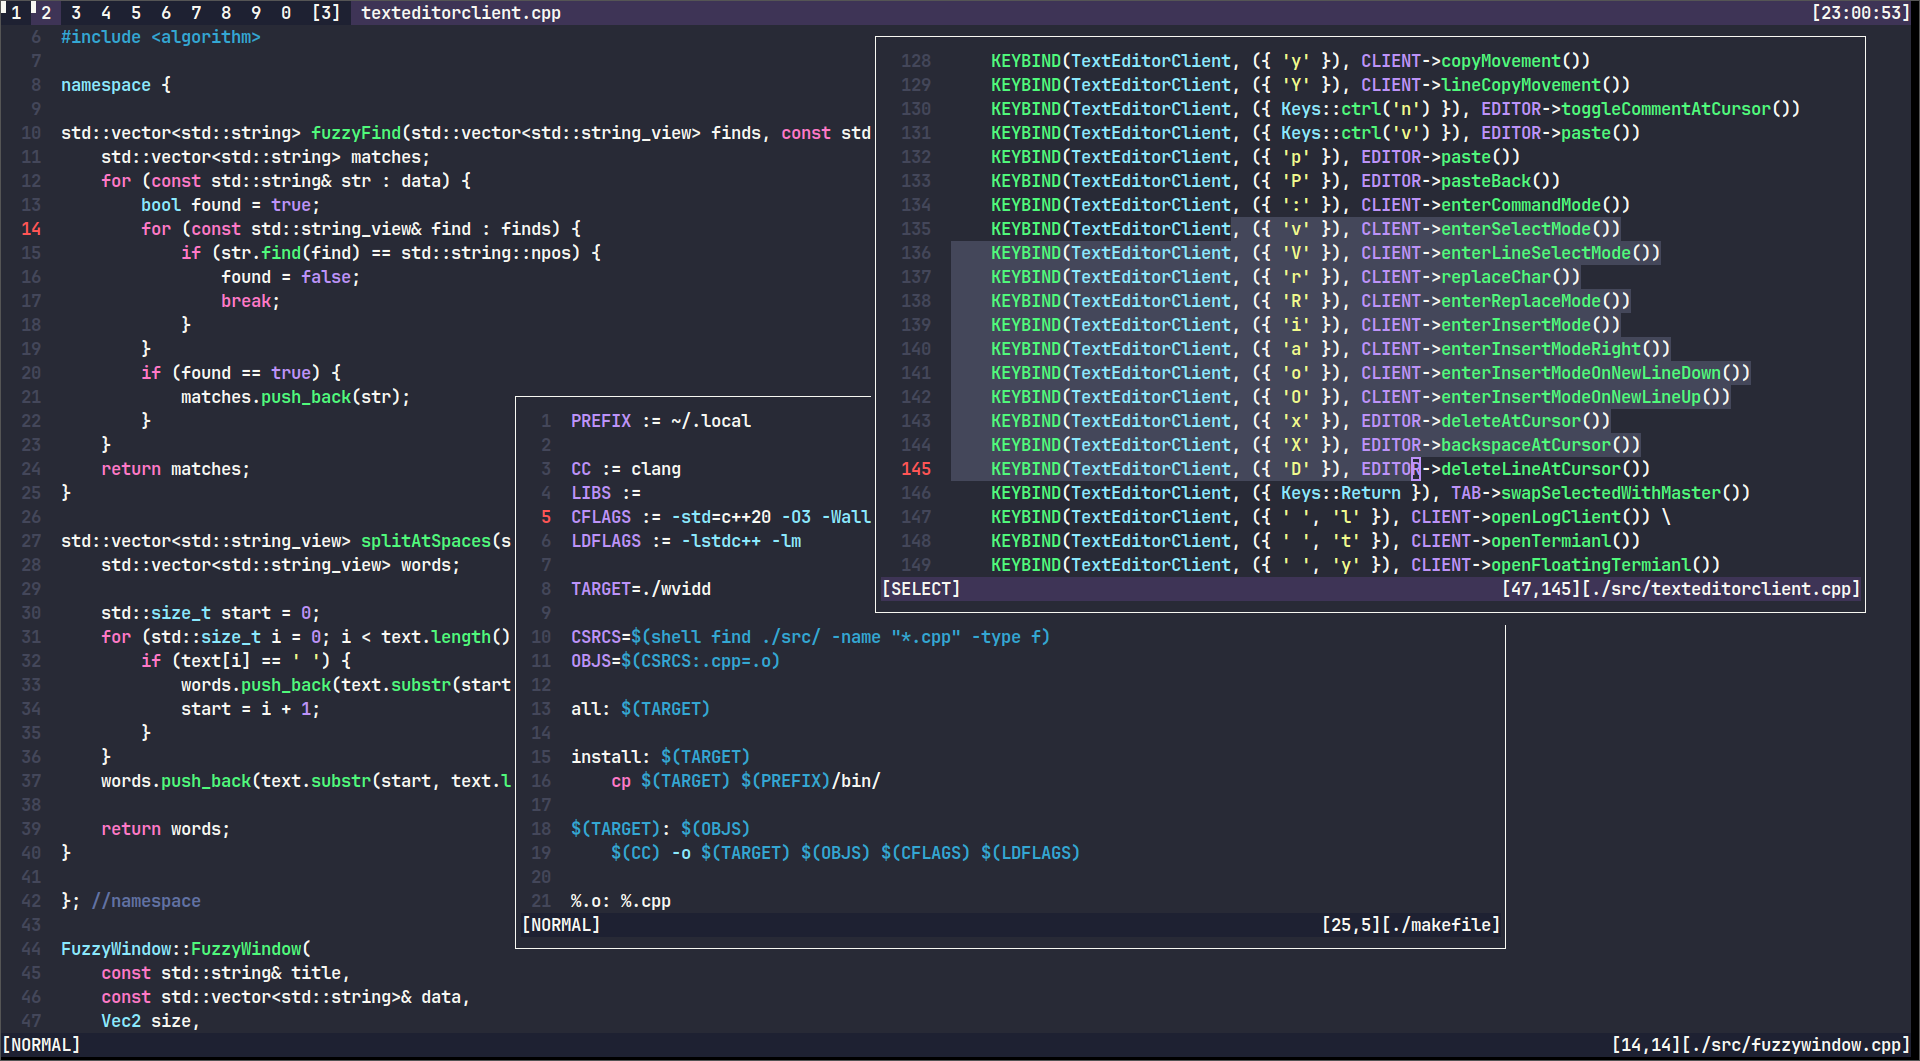 1 2 3 4 5 6 7 8 9 0 [3] texteditorclient.cpp [23:00:53]
6 #include <algorithm>
7
8 namespace {
9
10 std::vector<std::string> fuzzyFind(std::vector<std::string_view> finds, const std
11 std::vector<std::string> matches;
12 for (const std::string& str : data) {
13 bool found = true;
14 for (const std::string_view& find : finds) {
15 if (str.find(find) == std::string::npos) {
16 found = false;
17 break;
18 }
19 }
20 if (found == true) {
21 matches.push_back(str);
22 }
23 }
24 return matches;
25 }
26
27 std::vector<std::string_view> splitAtSpaces(s
28 std::vector<std::string_view> words;
29
30 std::size_t start = 0;
31 for (std::size_t i = 0; i < text.length()
32 if (text[i] == ' ') {
33 words.push_back(text.substr(start
34 start = i + 1;
35 }
36 }
37 words.push_back(text.substr(start, text.l
38
39 return words;
40 }
41
42 }; //namespace
43
44 FuzzyWindow::FuzzyWindow(
45 const std::string& title,
46 const std::vector<std::string>& data,
47 Vec2 size,
[NORMAL] [14,14][./src/fuzzywindow.cpp]
128 KEYBIND(TextEditorClient, ({ 'y' }), CLIENT->copyMovement())
129 KEYBIND(TextEditorClient, ({ 'Y' }), CLIENT->lineCopyMovement())
130 KEYBIND(TextEditorClient, ({ Keys::ctrl('n') }), EDITOR->toggleCommentAtCursor())
131 KEYBIND(TextEditorClient, ({ Keys::ctrl('v') }), EDITOR->paste())
132 KEYBIND(TextEditorClient, ({ 'p' }), EDITOR->paste())
133 KEYBIND(TextEditorClient, ({ 'P' }), EDITOR->pasteBack())
134 KEYBIND(TextEditorClient, ({ ':' }), CLIENT->enterCommandMode())
135 KEYBIND(TextEditorClient, ({ 'v' }), CLIENT->enterSelectMode())
136 KEYBIND(TextEditorClient, ({ 'V' }), CLIENT->enterLineSelectMode())
137 KEYBIND(TextEditorClient, ({ 'r' }), CLIENT->replaceChar())
138 KEYBIND(TextEditorClient, ({ 'R' }), CLIENT->enterReplaceMode())
139 KEYBIND(TextEditorClient, ({ 'i' }), CLIENT->enterInsertMode())
140 KEYBIND(TextEditorClient, ({ 'a' }), CLIENT->enterInsertModeRight())
141 KEYBIND(TextEditorClient, ({ 'o' }), CLIENT->enterInsertModeOnNewLineDown())
142 KEYBIND(TextEditorClient, ({ 'O' }), CLIENT->enterInsertModeOnNewLineUp())
143 KEYBIND(TextEditorClient, ({ 'x' }), EDITOR->deleteAtCursor())
144 KEYBIND(TextEditorClient, ({ 'X' }), EDITOR->backspaceAtCursor())
145 KEYBIND(TextEditorClient, ({ 'D' }), EDITOR->deleteLineAtCursor())
146 KEYBIND(TextEditorClient, ({ Keys::Return }), TAB->swapSelectedWithMaster())
147 KEYBIND(TextEditorClient, ({ ' ', 'l' }), CLIENT->openLogClient()) \
148 KEYBIND(TextEditorClient, ({ ' ', 't' }), CLIENT->openTermianl())
149 KEYBIND(TextEditorClient, ({ ' ', 'y' }), CLIENT->openFloatingTermianl())
[SELECT] [47,145][./src/texteditorclient.cpp]
1 PREFIX := ~/.local
2
3 CC := clang
4 LIBS :=
5 CFLAGS := -std=c++20 -O3 -Wall
6 LDFLAGS := -lstdc++ -lm
7
8 TARGET=./wvidd
9
10 CSRCS=$(shell find ./src/ -name "*.cpp" -type f)
11 OBJS=$(CSRCS:.cpp=.o)
12
13 all: $(TARGET)
14
15 install: $(TARGET)
16 cp $(TARGET) $(PREFIX)/bin/
17
18 $(TARGET): $(OBJS)
19 $(CC) -o $(TARGET) $(OBJS) $(CFLAGS) $(LDFLAGS)
20
21 %.o: %.cpp
[NORMAL] [25,5][./makefile]